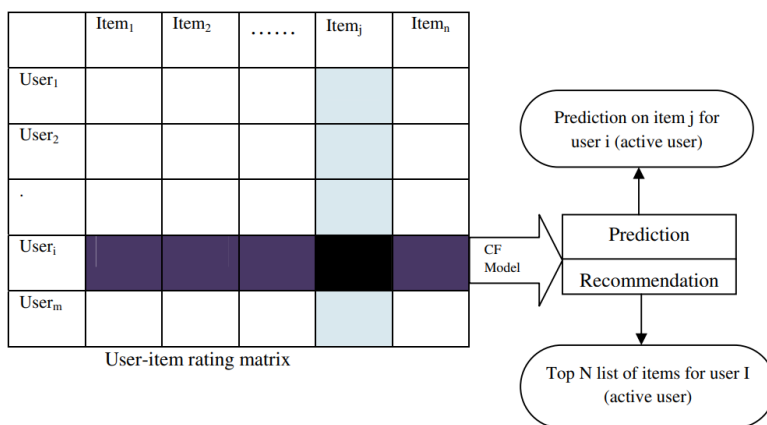 Item₁ Item₂ …… Itemⱼ Itemₙ
User₁
User₂
.
Userᵢ
Userₘ
User-item rating matrix
CF
Model
Prediction on item j for
user i (active user)
Prediction
Recommendation
Top N list of items for user I
(active user)